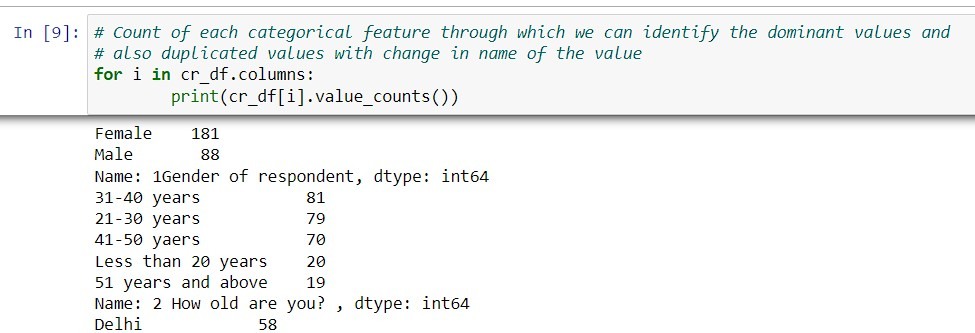 In [9]: # Count of each categorical feature through which we can identify the dominant values and
# also duplicated values with change in name of the value
for i in cr_df.columns:
        print(cr_df[i].value_counts())
Female    181
Male       88
Name: 1Gender of respondent, dtype: int64
31-40 years           81
21-30 years           79
41-50 yaers           70
Less than 20 years    20
51 years and above    19
Name: 2 How old are you? , dtype: int64
Delhi            58